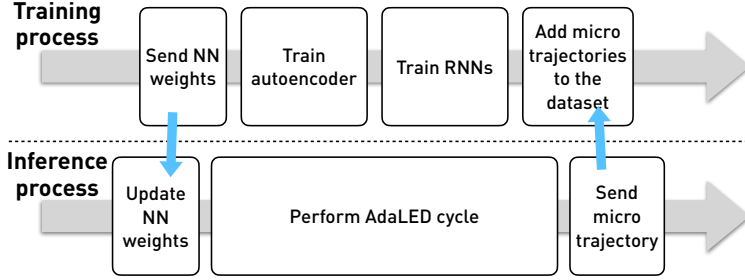 Training
process
Send NN
weights
Train
autoencoder
Train RNNs
Add micro
trajectories
to the
dataset
Inference
process
Update
NN
weights
Perform AdaLED cycle
Send
micro
trajectory